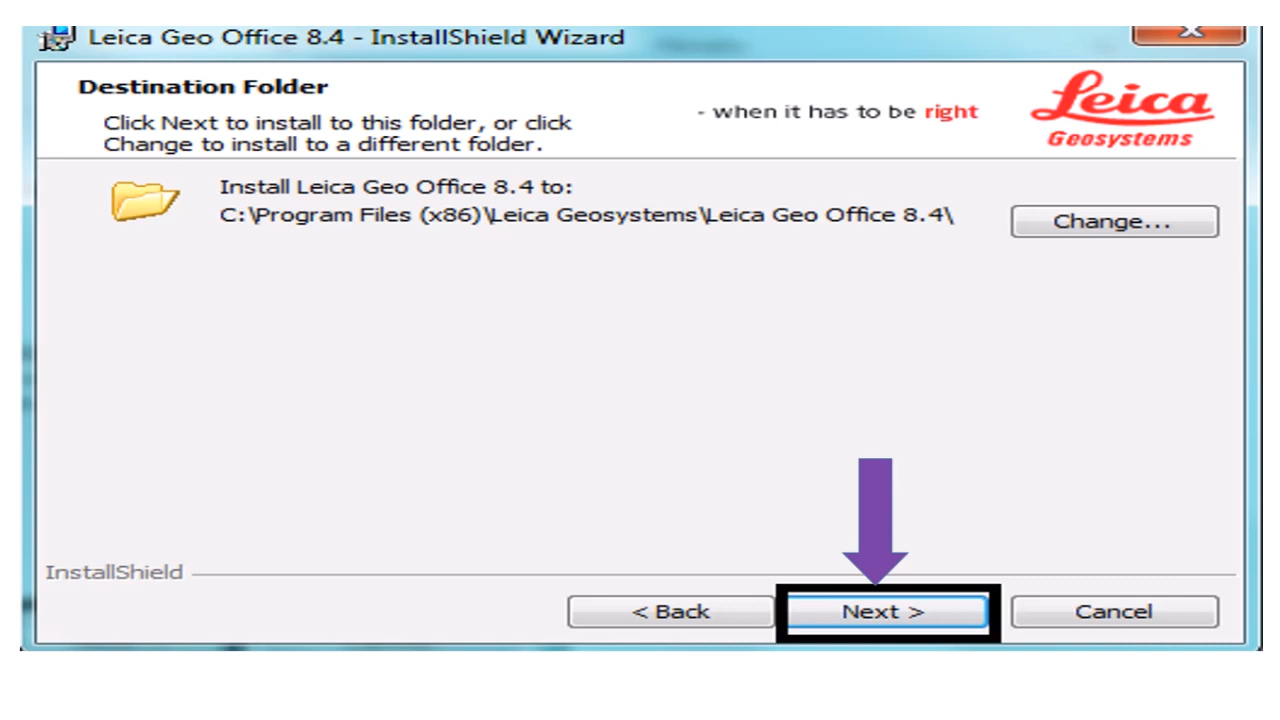 Leica Geo Office 8.4 - InstallShield Wizard
Destination Folder
Click Next to install to this folder, or click
Change to install to a different folder.
- when it has to be right
Leica
Geosystems
Install Leica Geo Office 8.4 to:
C:\Program Files (x86)\Leica Geosystems\Leica Geo Office 8.4\
Change...
InstallShield
< Back
Next >
Cancel